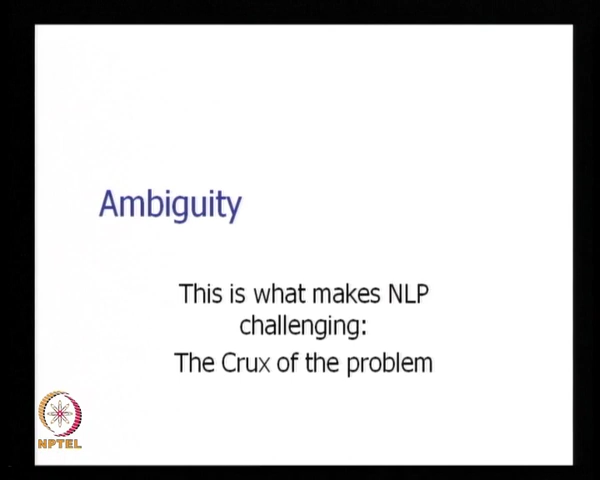 Ambiguity
This is what makes NLP
challenging:
The Crux of the problem
NPTEL